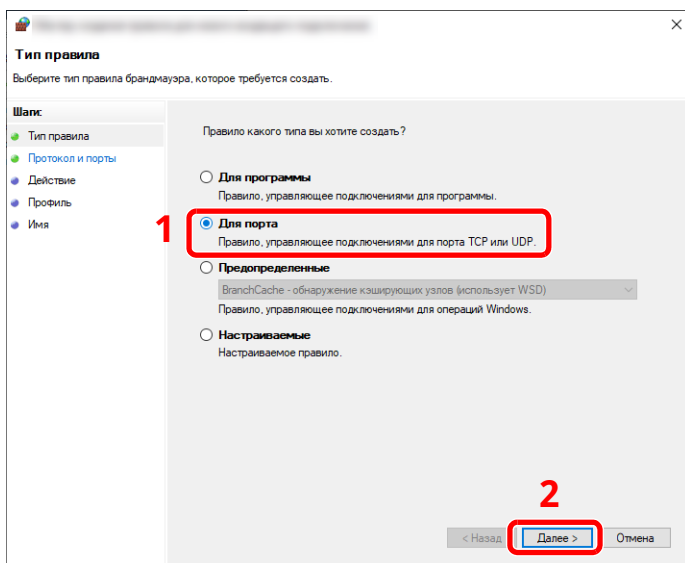 Тип правила
Выберите тип правила брандмауэра, которое требуется создать.
Шаги:
Тип правила
Протокол и порты
Действие
Профиль
Имя
Правило какого типа вы хотите создать?
Для программы
Правило, управляющее подключениями для программы.
1
Для порта
Правило, управляющее подключениями для порта TCP или UDP.
Предопределенные
BranchCache - обнаружение кэширующих узлов (использует WSD)
Правило, управляющее подключениями для операций Windows.
Настраиваемые
Настраиваемое правило.
2
< Назад
Далее >
Отмена